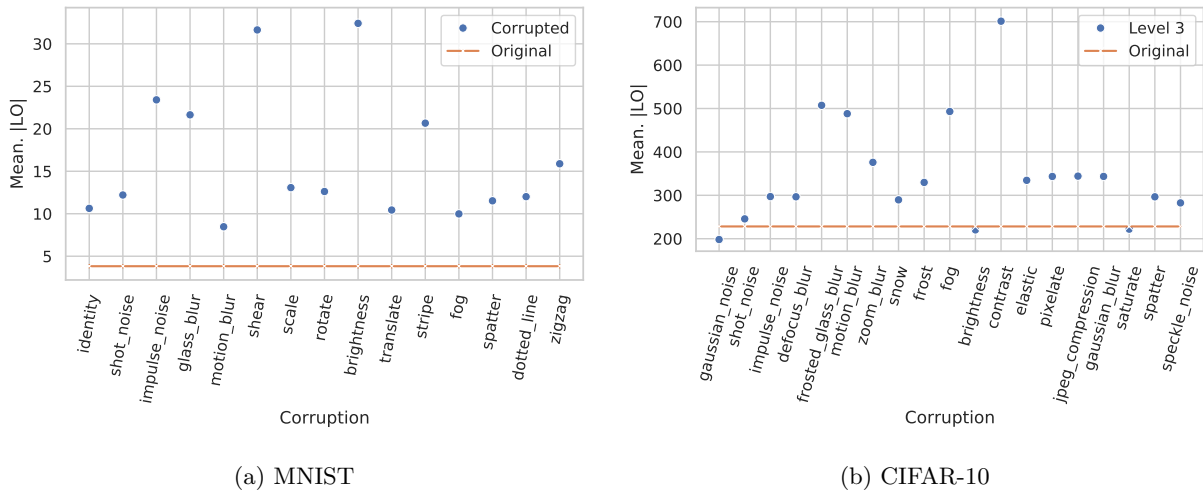 Mean. |LO|
30
25
20
15
10
5
Corrupted
Original
identity
shot_noise
impulse_noise
glass_blur
motion_blur
shear
scale
rotate
brightness
translate
stripe
fog
spatter
dotted_line
zigzag
Corruption
(a) MNIST
Mean. |LO|
700
600
500
400
300
200
Level 3
Original
gaussian_noise
shot_noise
impulse_noise
defocus_blur
frosted_glass_blur
motion_blur
zoom_blur
snow
frost
fog
brightness
contrast
elastic
pixelate
jpeg_compression
gaussian_blur
saturate
spatter
speckle_noise
Corruption
(b) CIFAR-10